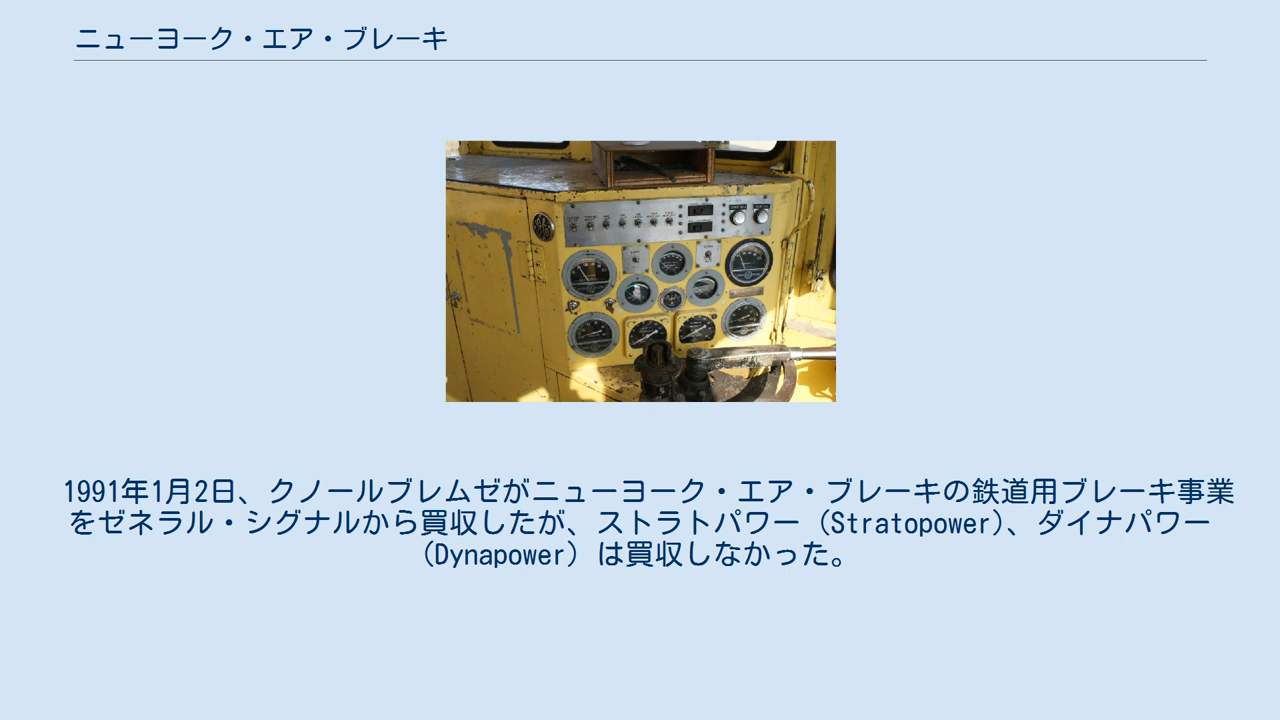 ニューヨーク・エア・ブレーキ
1991年1月2日、クノールブレムゼがニューヨーク・エア・ブレーキの鉄道用ブレーキ事業
をゼネラル・シグナルから買収したが、ストラトパワー（Stratopower）、ダイナパワー
（Dynapower）は買収しなかった。